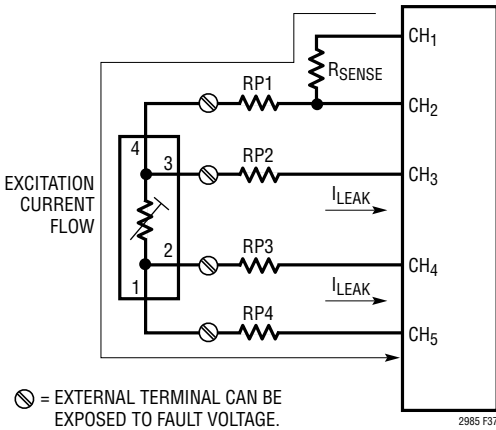 CH1
RSENSE
RP1
CH2
4
3
RP2
CH3
EXCITATION
CURRENT
FLOW
ILEAK
2
RP3
CH4
1
ILEAK
RP4
CH5
= EXTERNAL TERMINAL CAN BE
EXPOSED TO FAULT VOLTAGE.
2985 F37